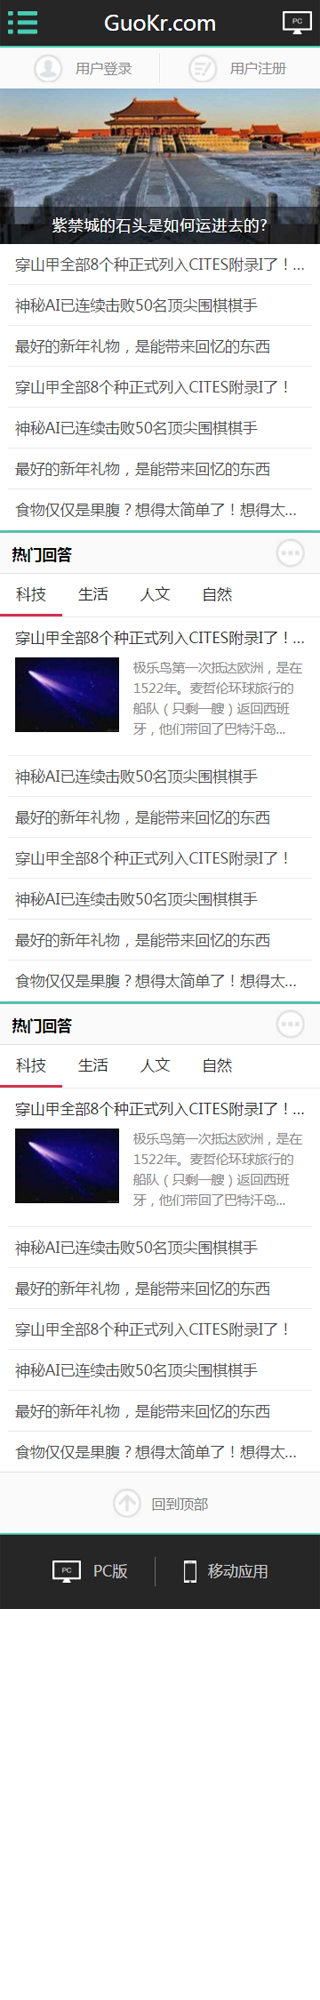 GuoKr.com
PC
用户登录
用户注册
紫禁城的石头是如何运进去的？
穿山甲全部8个种正式列入CITES附录I了！...
神秘AI已连续击败50名顶尖围棋棋手
最好的新年礼物，是能带来回忆的东西
穿山甲全部8个种正式列入CITES附录I了！
神秘AI已连续击败50名顶尖围棋棋手
最好的新年礼物，是能带来回忆的东西
食物仅仅是果腹？想得太简单了！想得太...
热门回答
科技 生活 人文 自然
穿山甲全部8个种正式列入CITES附录I了！...
极乐鸟第一次抵达欧洲，是在
1522年。麦哲伦环球旅行的
船队（只剩一艘）返回西班
牙，他们带回了巴特汗岛...
神秘AI已连续击败50名顶尖围棋棋手
最好的新年礼物，是能带来回忆的东西
穿山甲全部8个种正式列入CITES附录I了！
神秘AI已连续击败50名顶尖围棋棋手
最好的新年礼物，是能带来回忆的东西
食物仅仅是果腹？想得太简单了！想得太...
热门回答
科技 生活 人文 自然
穿山甲全部8个种正式列入CITES附录I了！...
极乐鸟第一次抵达欧洲，是在
1522年。麦哲伦环球旅行的
船队（只剩一艘）返回西班
牙，他们带回了巴特汗岛...
神秘AI已连续击败50名顶尖围棋棋手
最好的新年礼物，是能带来回忆的东西
穿山甲全部8个种正式列入CITES附录I了！
神秘AI已连续击败50名顶尖围棋棋手
最好的新年礼物，是能带来回忆的东西
食物仅仅是果腹？想得太简单了！想得太...
回到顶部
PC
PC版
移动应用